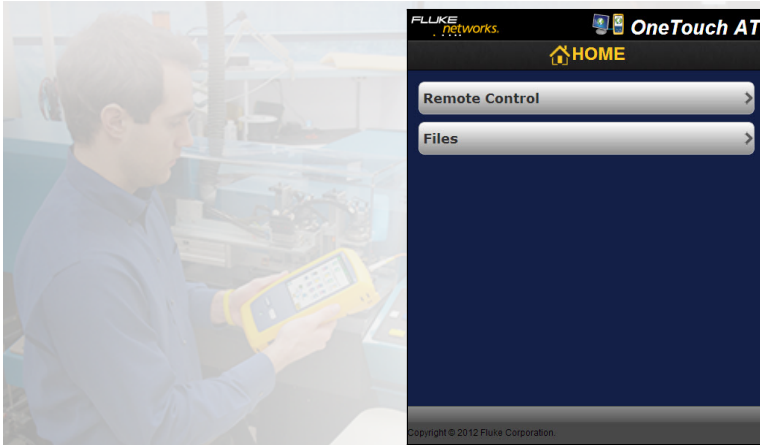 FLUKE
networks.
OneTouch AT
HOME
Remote Control
Files
Copyright © 2012 Fluke Corporation.